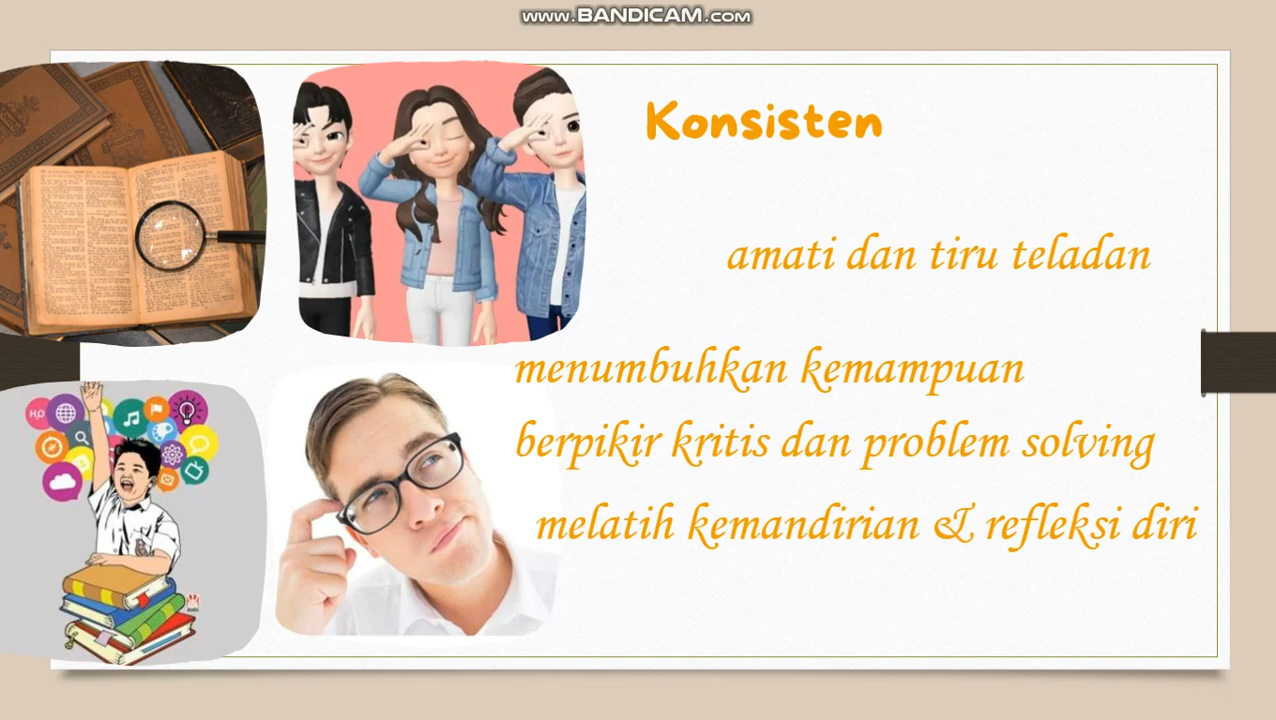 www.BANDICAM.com
Konsisten
amati dan tiru teladan
menumbuhkan kemampuan
berpikir kritis dan problem solving
melatih kemandirian & refleksi diri
H₂O